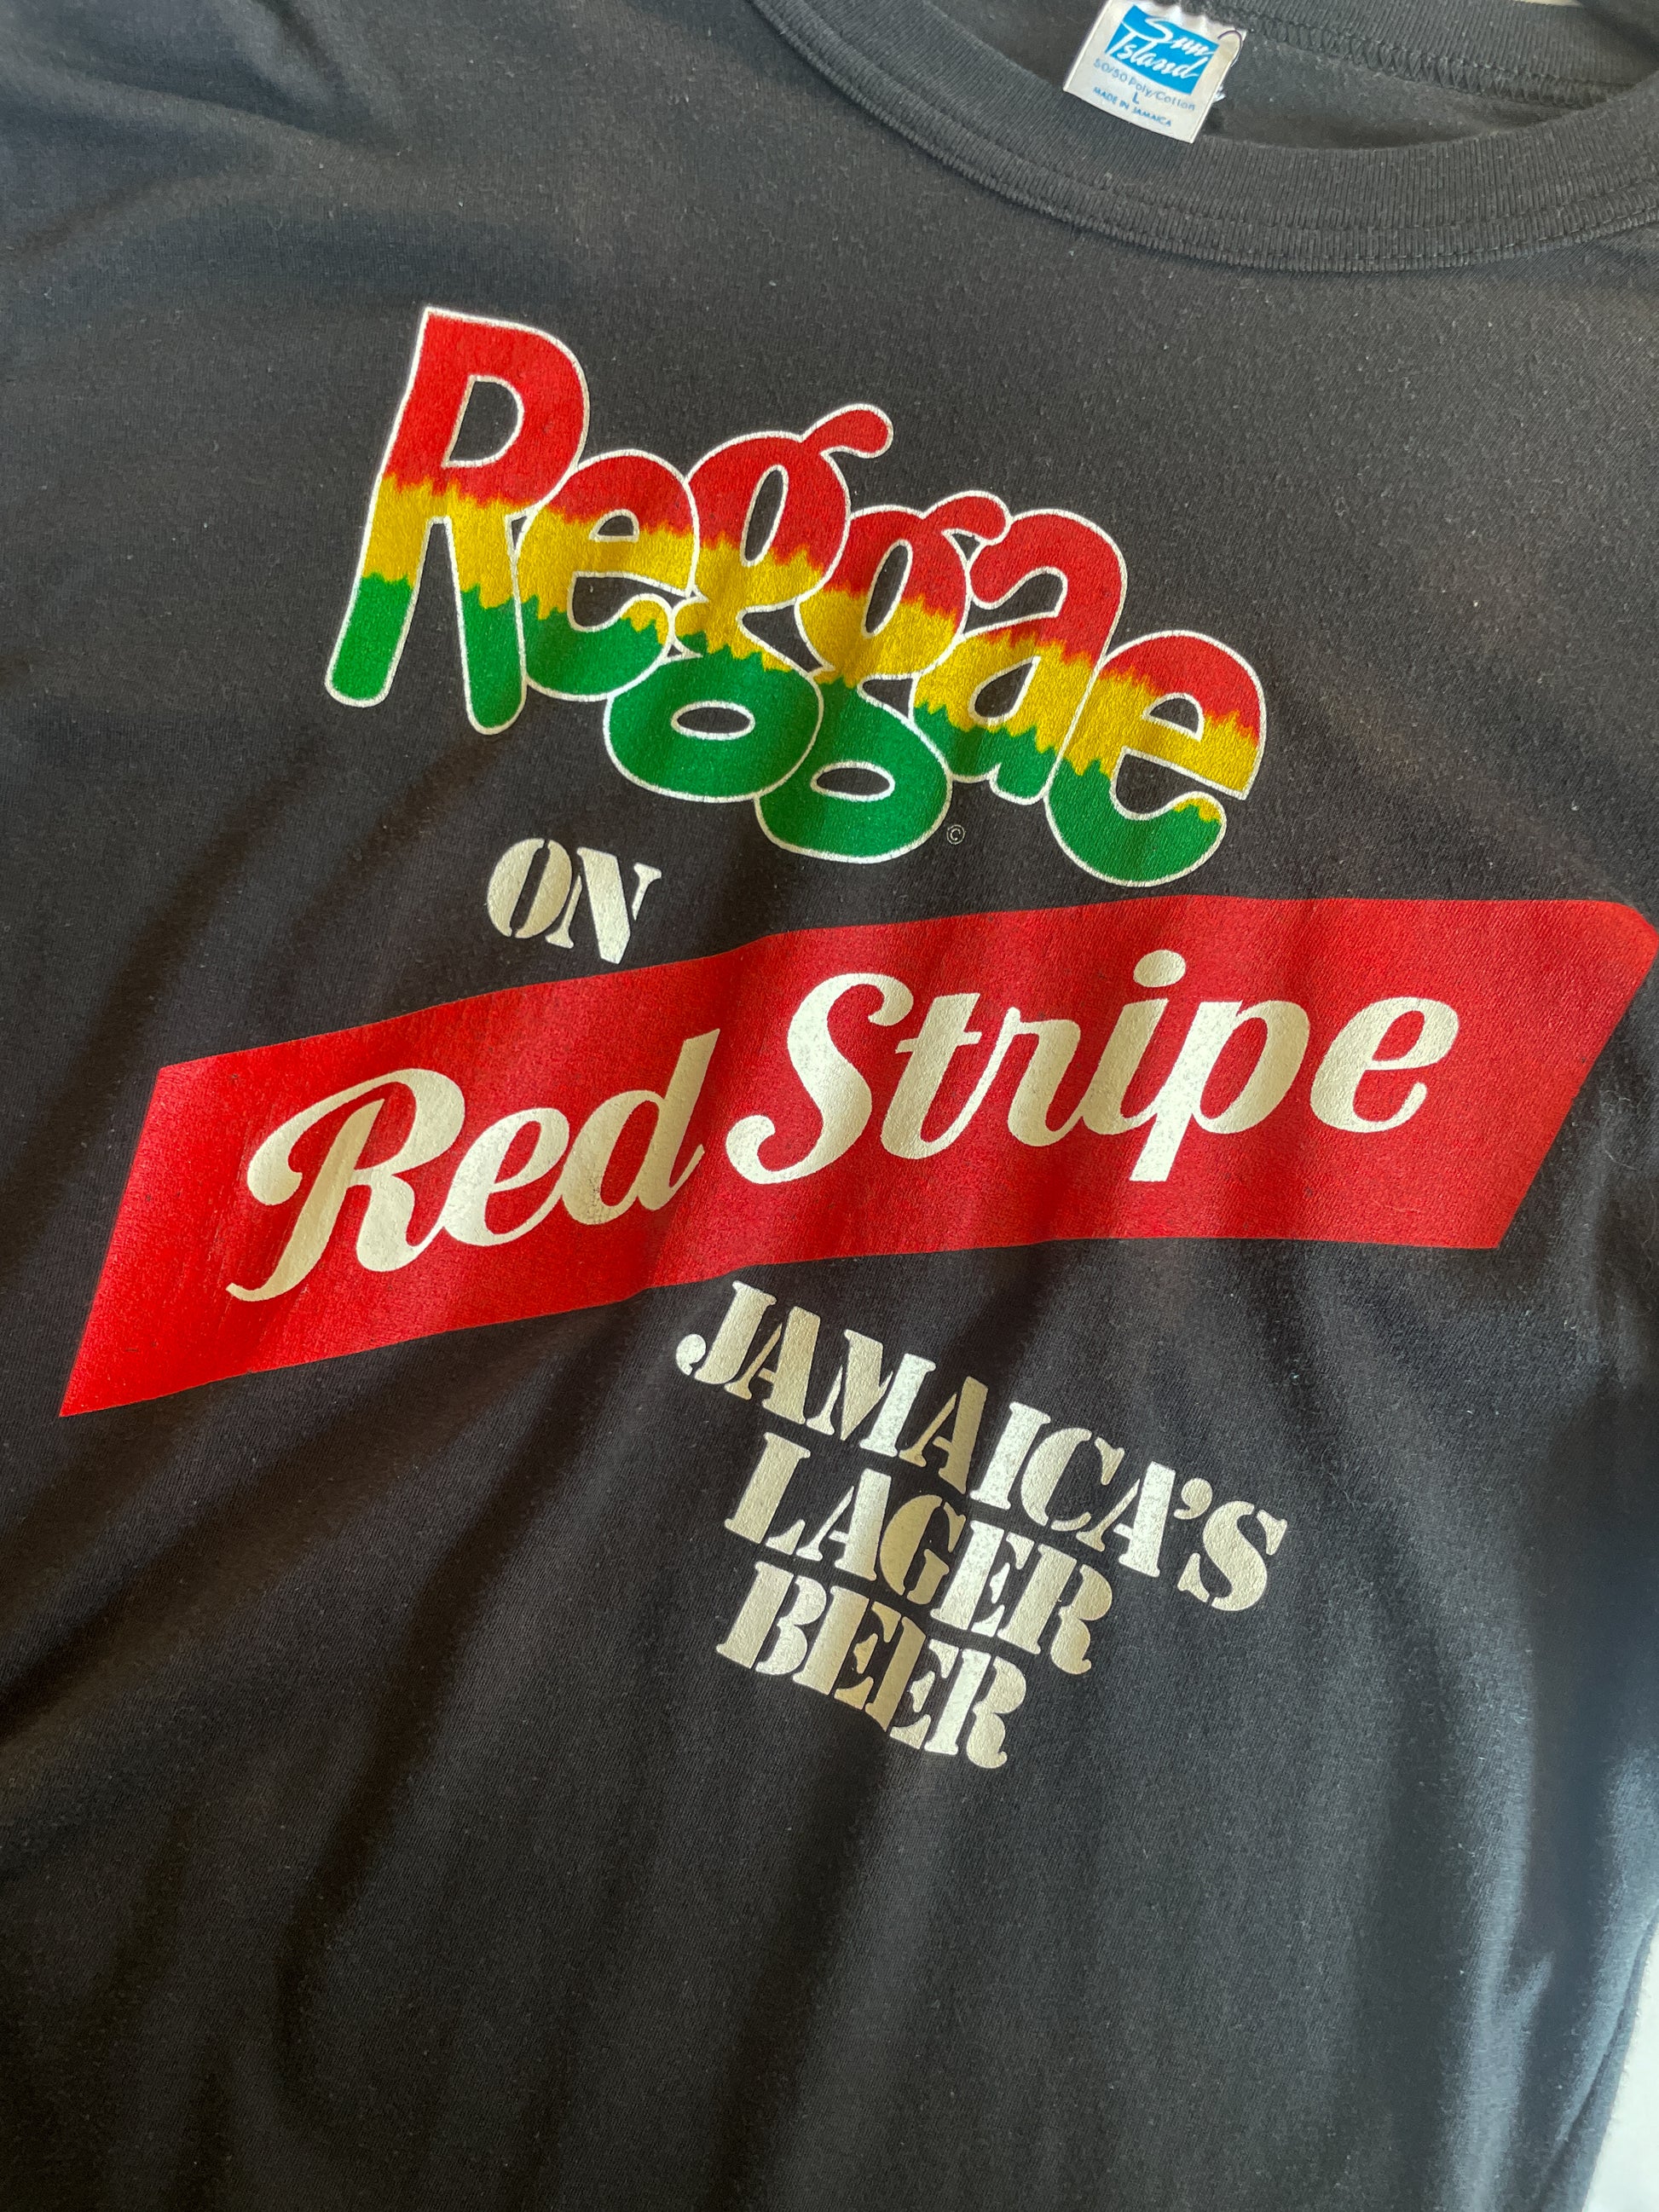 Sun
Island
50/50 Poly/Cotton
L
MADE IN JAMAICA
Reggae
©
ON
Red Stripe
JAMAICA'S
LAGER
BEER